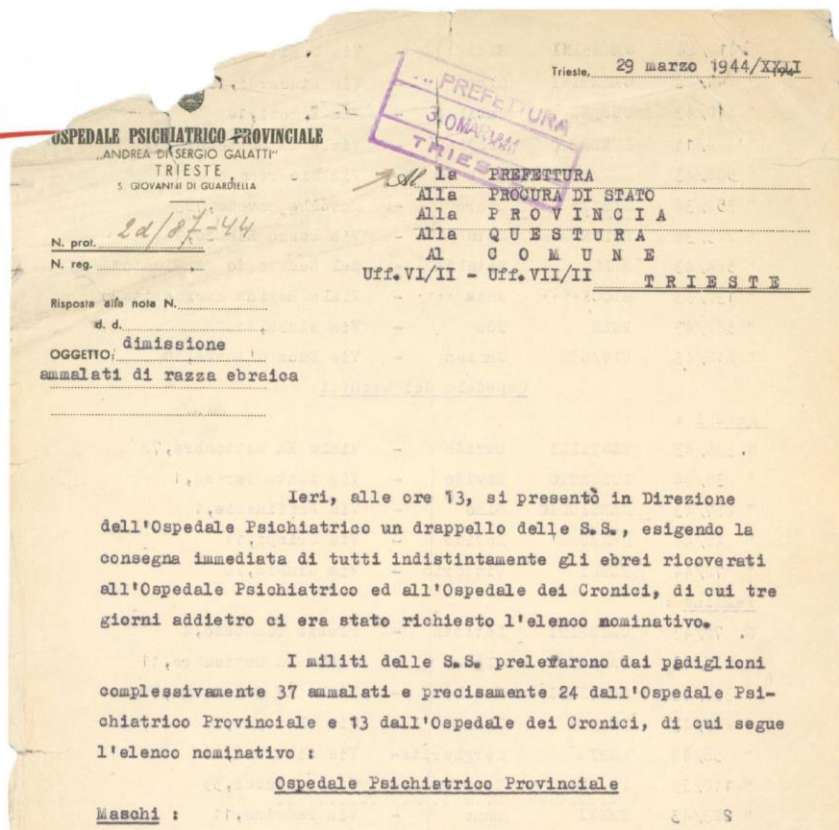 Trieste, 29 marzo 1944/XXII
194
PREFETTURA
30 MAR 1944
TRIESTE
OSPEDALE PSICHIATRICO PROVINCIALE
„ANDREA DI SERGIO GALATTI"
TRIESTE
S. GIOVANNI DI GUARDIELLA
Al la PREFETTURA
Alla PROCURA DI STATO
Alla PROVINCIA
Alla QUESTURA
Al COMUNE
Uff.VI/II - Uff.VII/II TRIESTE
N. prot. 2d/87-44
N. reg.
Risposta alla nota N.
d. d.
OGGETTO: dimissione
ammalati di razza ebraica
Ieri, alle ore 13, si presentò in Direzione
dell'Ospedale Psichiatrico un drappello delle S.S., esigendo la
consegna immediata di tutti indistintamente gli ebrei ricoverati
all'Ospedale Psichiatrico ed all'Ospedale dei Cronici, di cui tre
giorni addietro ci era stato richiesto l'elenco nominativo.
I militi delle S.S. prelevarono dai padiglioni
complessivamente 37 ammalati e precisamente 24 dall'Ospedale Psi-
chiatrico Provinciale e 13 dall'Ospedale dei Cronici, di cui segue
l'elenco nominativo :
Ospedale Psichiatrico Provinciale
Maschi :